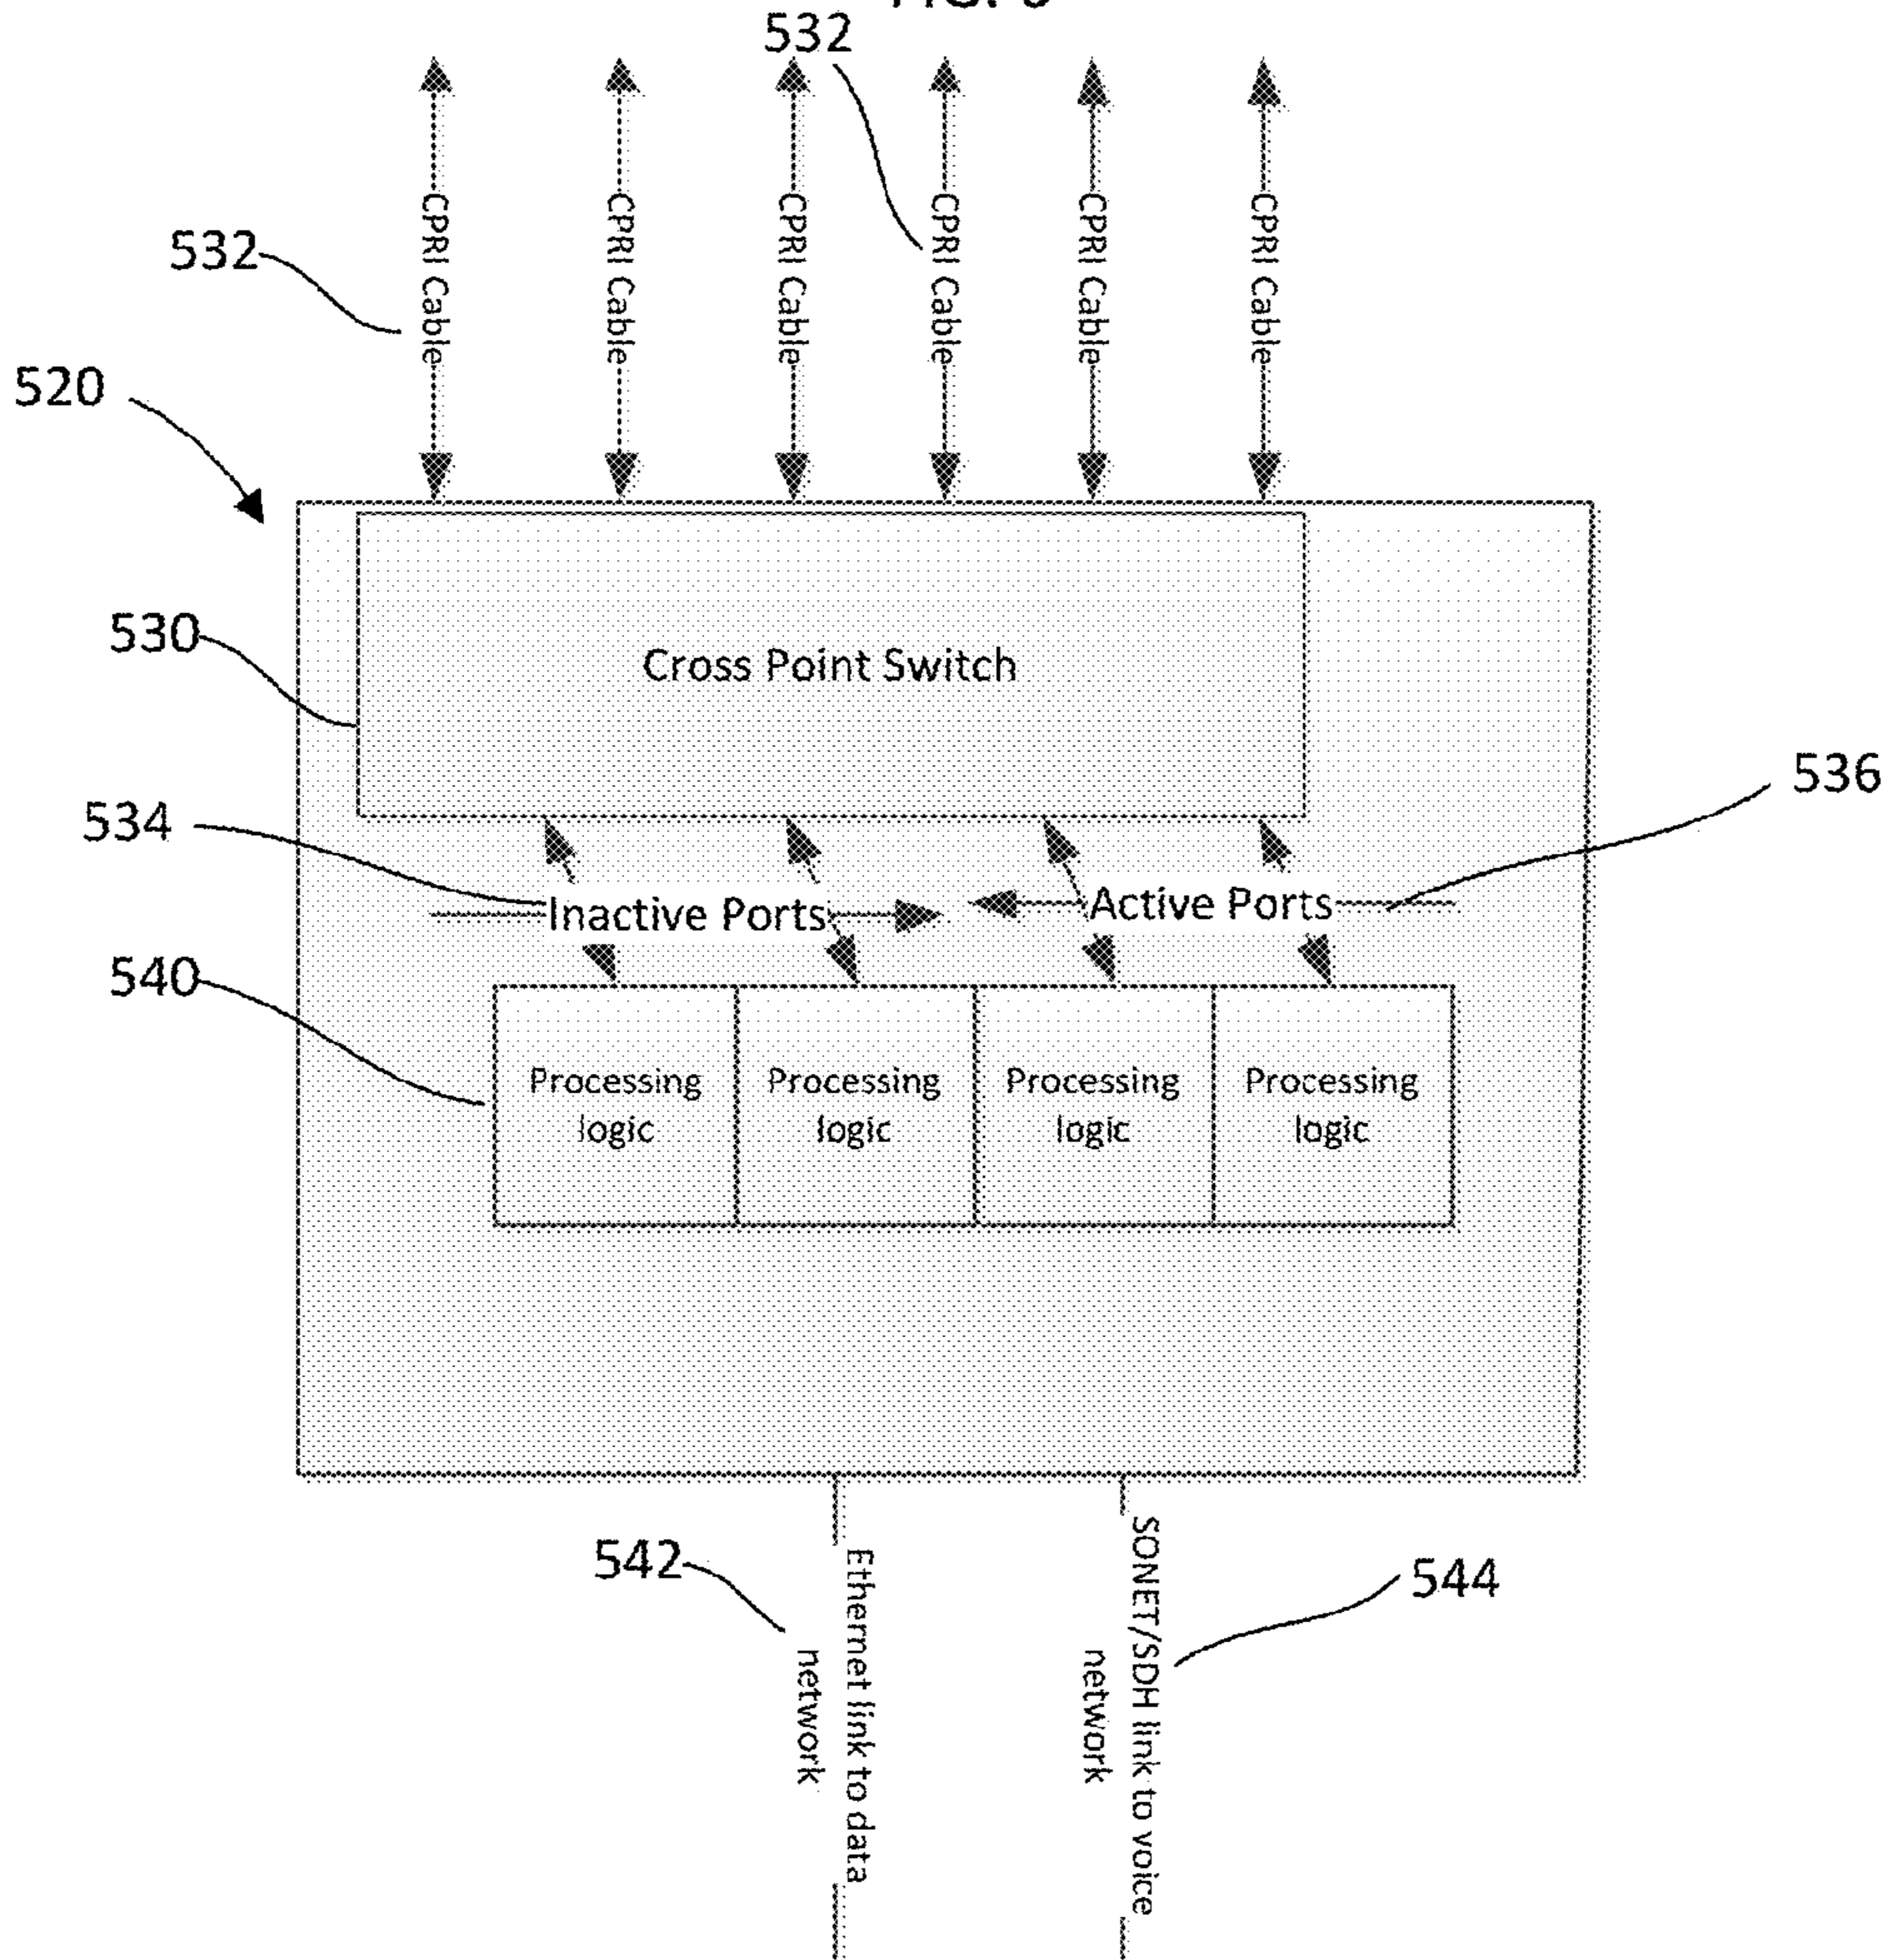 532
CPRI Cable
CPRI Cable
CPRI Cable
CPRI Cable
CPRI Cable
CPRI Cable
532
520
530
Cross Point Switch
536
534
Inactive Ports
Active Ports
540
Processing
logic
Processing
logic
Processing
logic
Processing
logic
542
Ethernet link to data
network
SONET/SDH link to voice
network
544